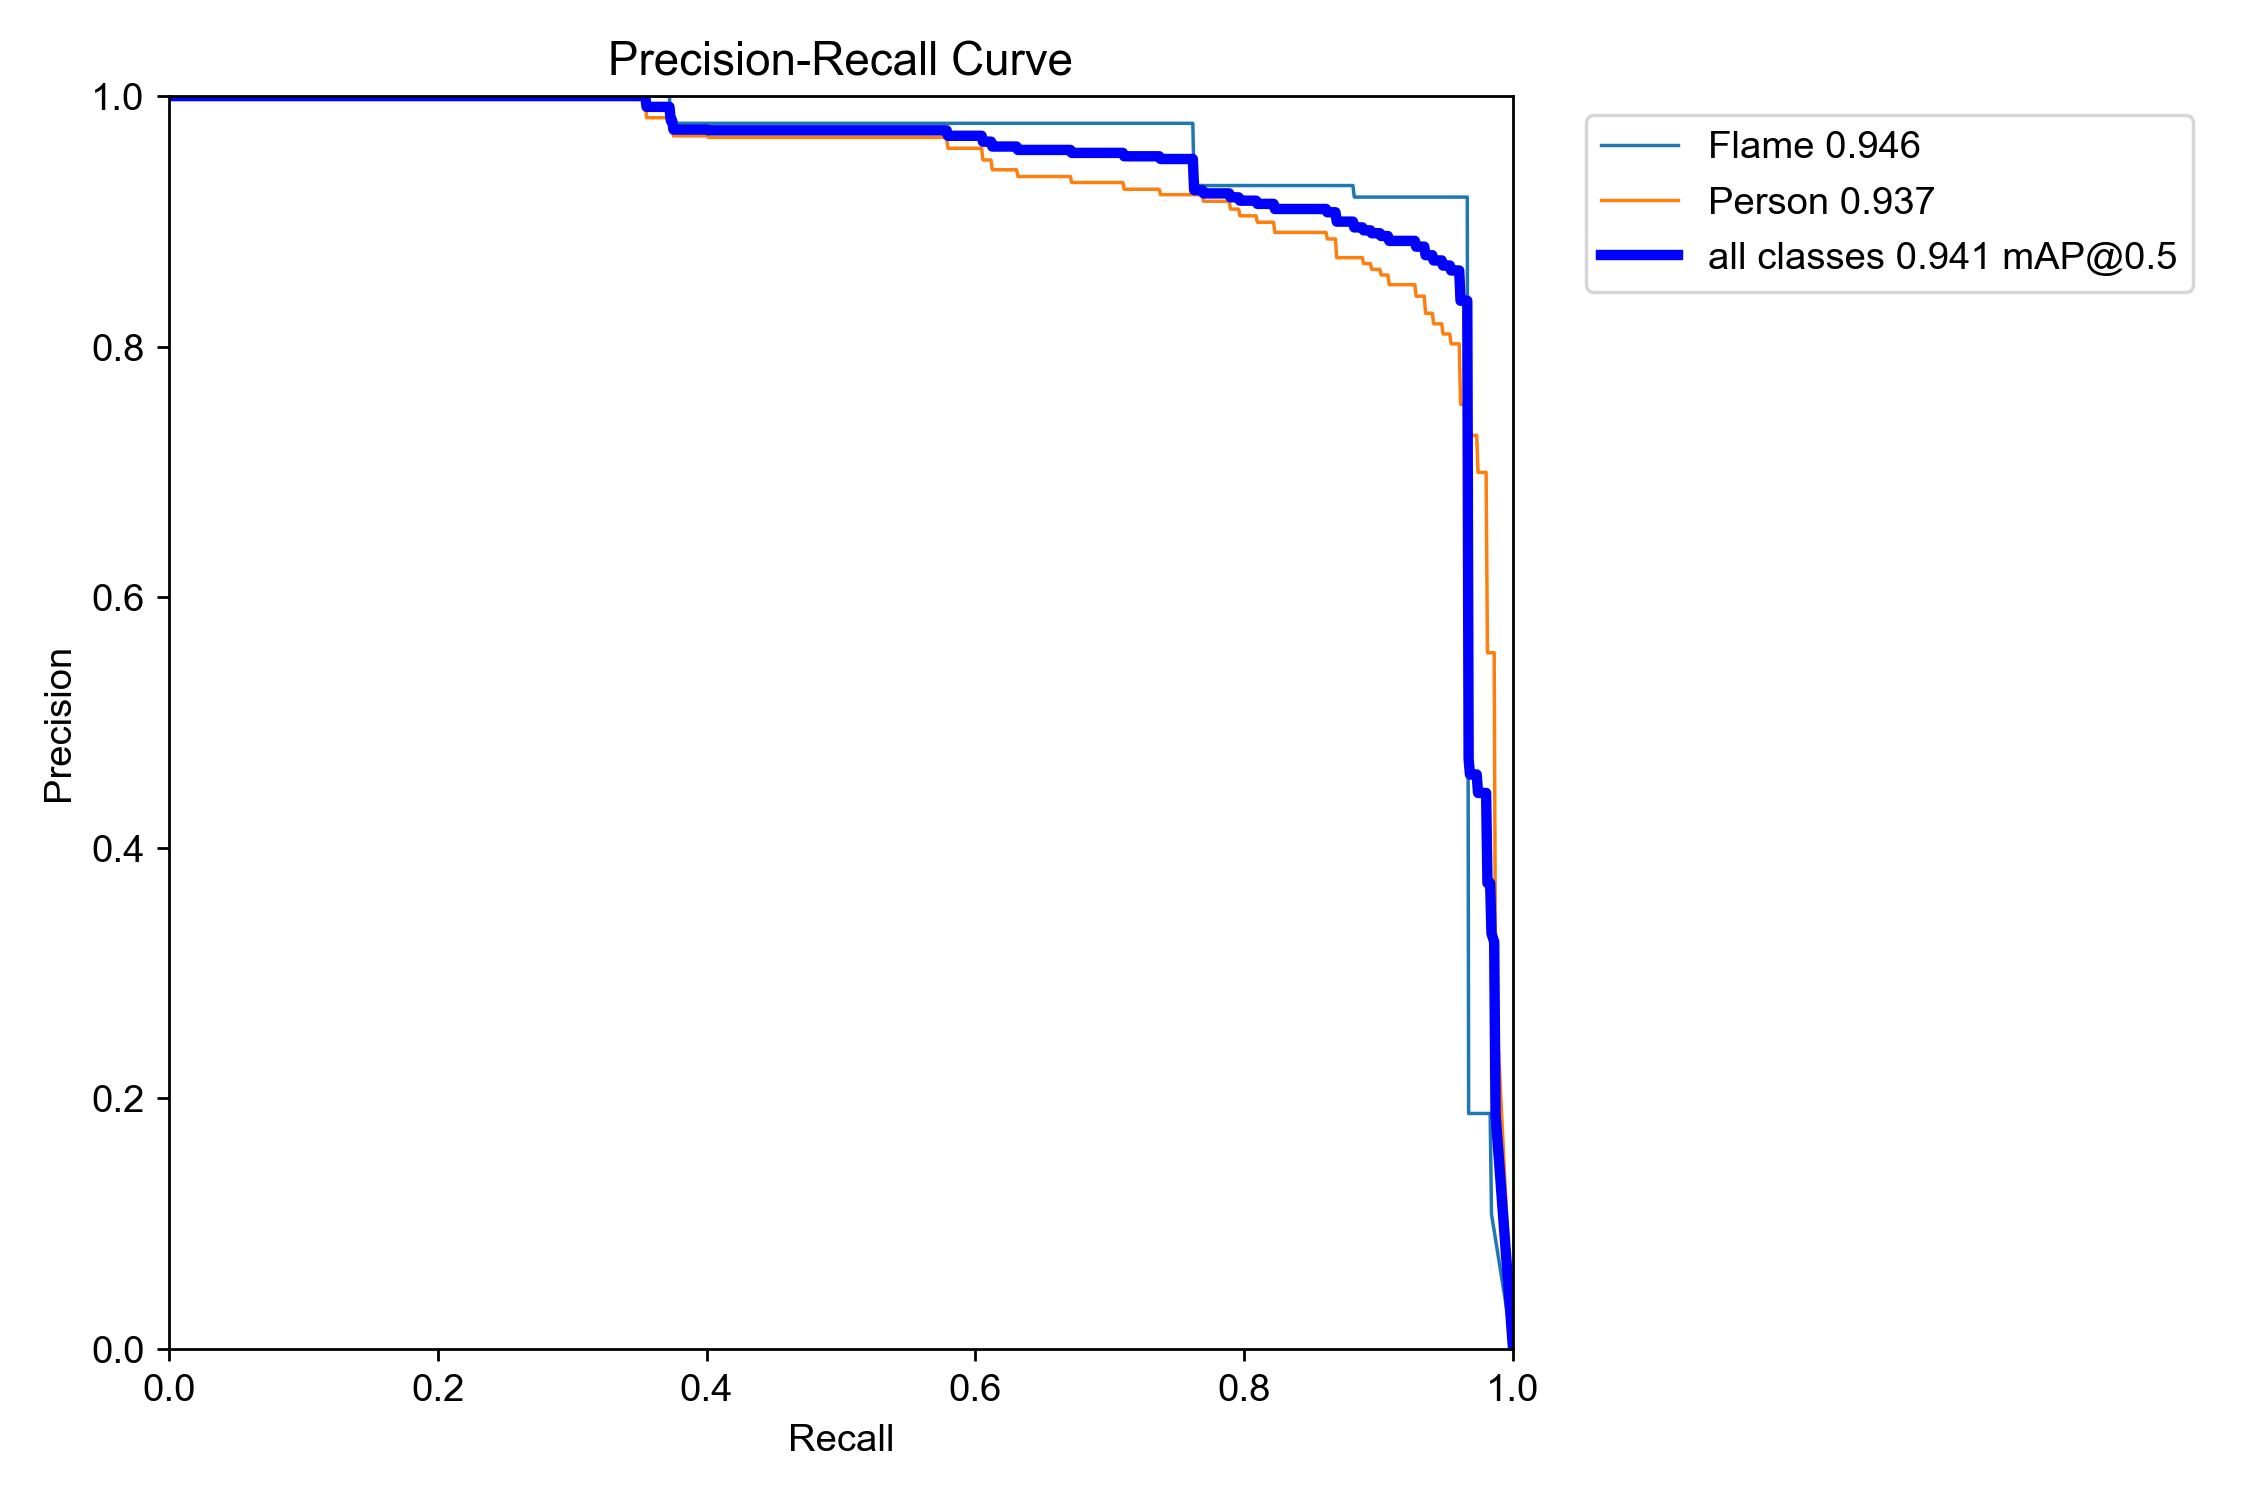 Precision-Recall Curve
1.0
0.8
0.6
0.4
0.2
0.0
Precision
0.0 0.2 0.4 0.6 0.8 1.0
Recall
Flame 0.946
Person 0.937
all classes 0.941 mAP@0.5